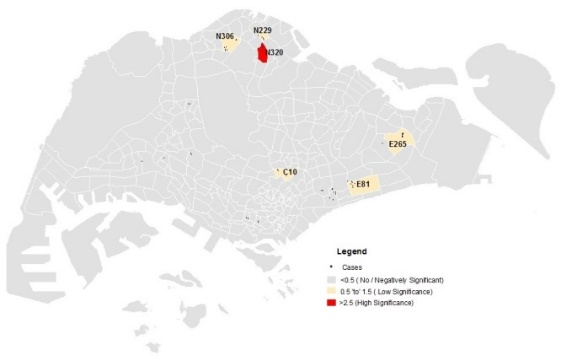 N306
N229
N320
E265
C10
E81
Legend
Cases
<0.5 ( No / Negatively Significant)
0.5 'to' 1.5 ( Low Significance)
>2.5 (High Significance)